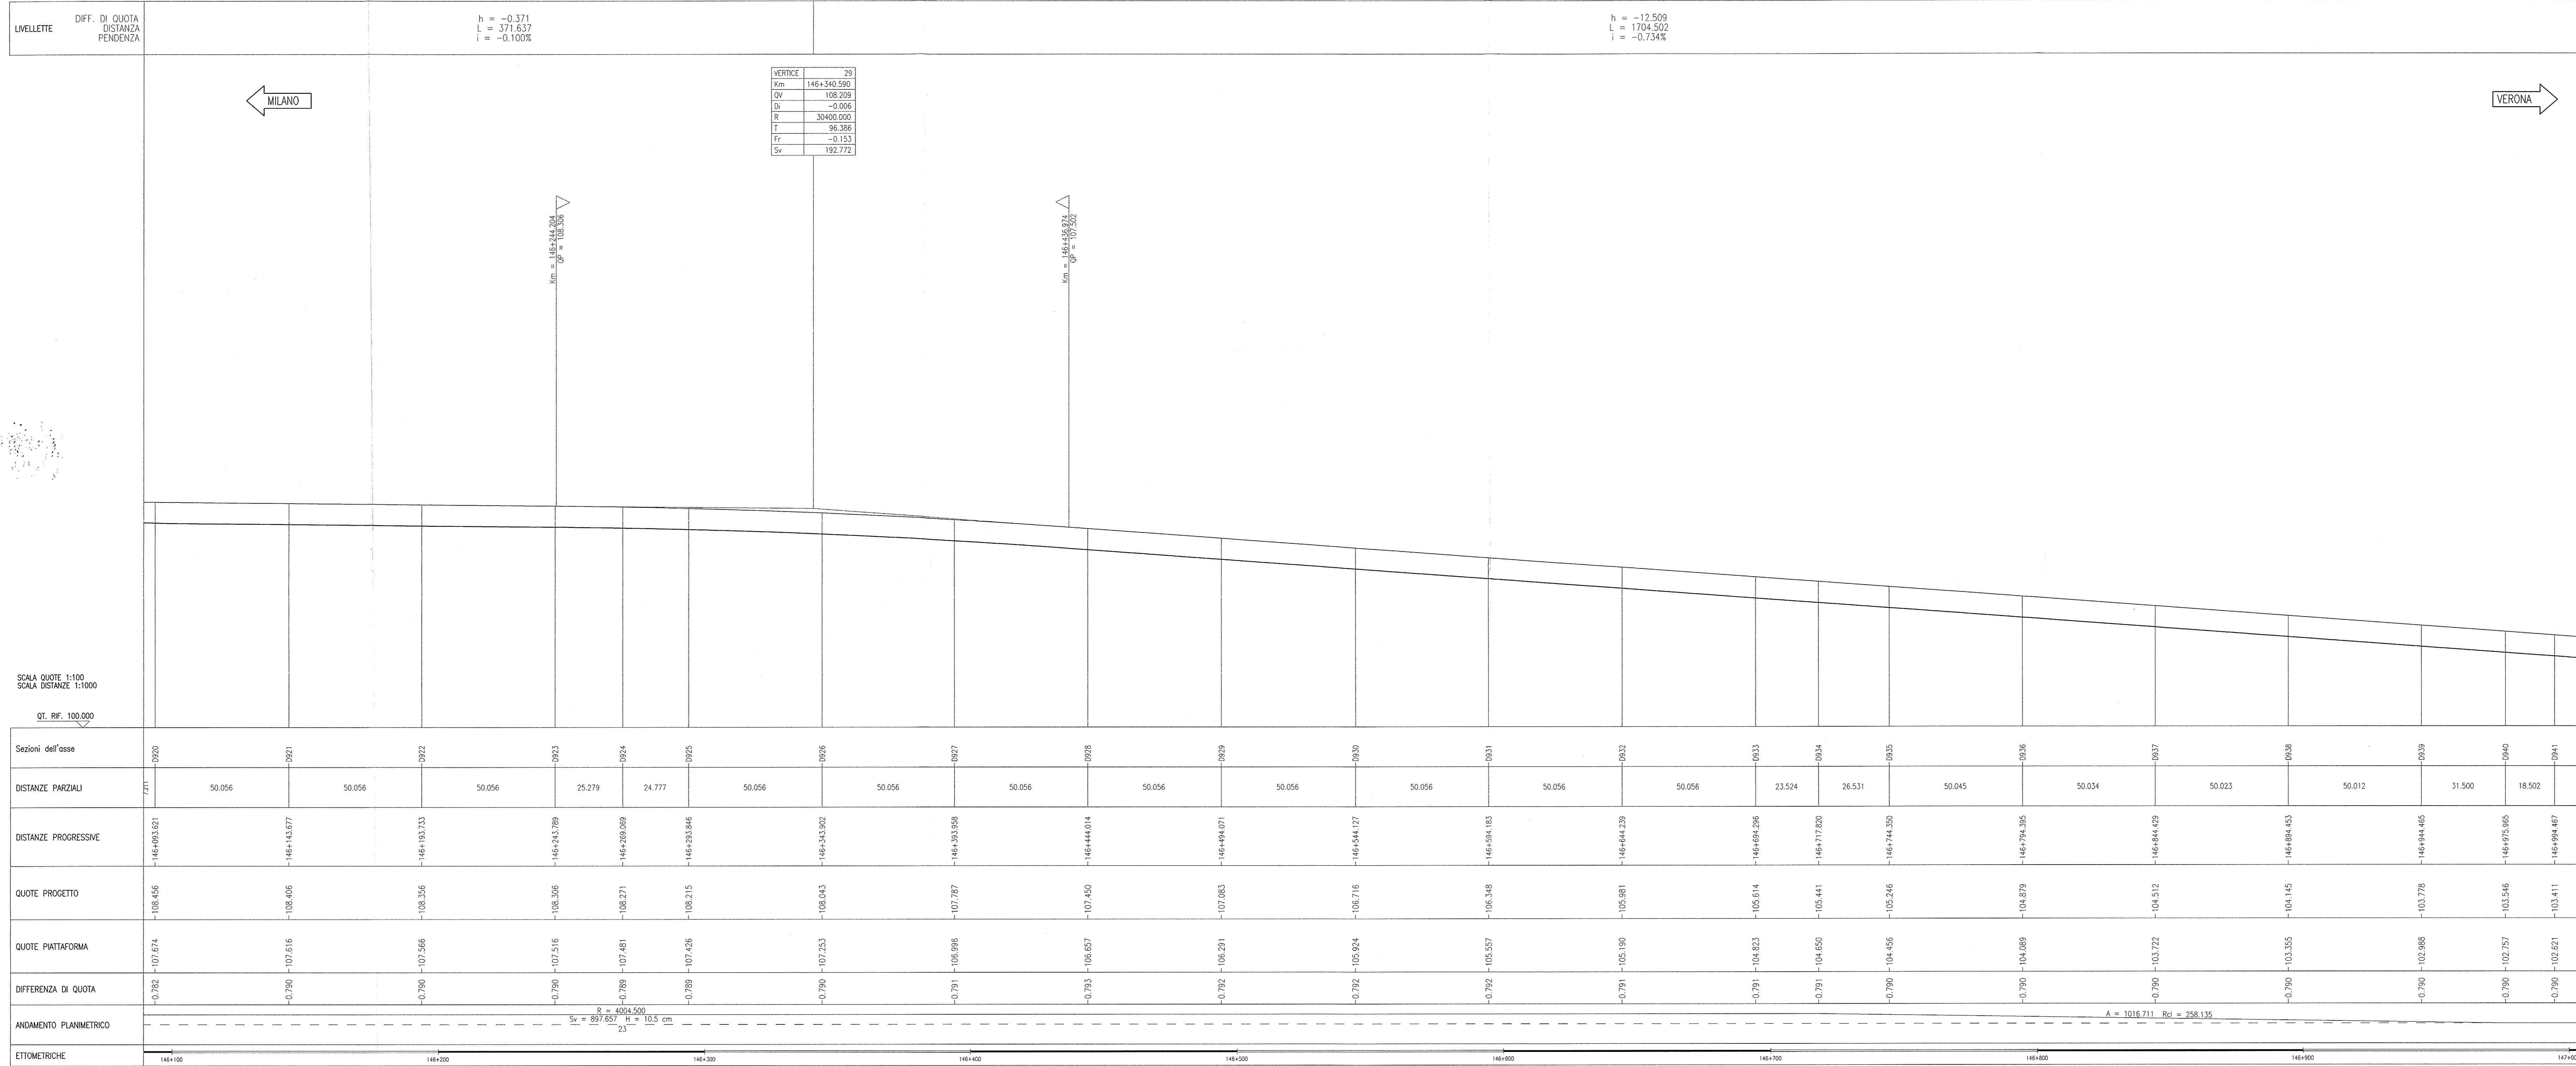 LIVELLETTE
DIFF. DI QUOTA
DISTANZA
PENDENZA
h = -0.371
L = 371.637
i = -0.100%
h = -12.509
L = 1704.502
i = -0.734%
MILANO
VERONA
VERTICE 29
Km 146+340.590
QV 108.209
Di -0.006
R 30400.000
T 96.386
Fr -0.153
Sv 192.772
Km = 146+244.204
QP = 108.306
Km = 146+436.974
QP = 107.502
SCALA QUOTE 1:100
SCALA DISTANZE 1:1000
QT. RIF. 100.000
Sezioni dell'asse D920 D921 D922 D923 D924 D925 D926 D927 D928 D929 D930 D931 D932 D933 D934 D935 D936 D937 D938 D939 D940 D941
DISTANZE PARZIALI 7.211 50.056 50.056 50.056 25.279 24.777 50.056 50.056 50.056 50.056 50.056 50.056 50.056 50.056 23.524 26.531 50.045 50.034 50.023 50.012 31.500 18.502
DISTANZE PROGRESSIVE 146+093.621 146+143.677 146+193.733 146+243.789 146+269.069 146+293.846 146+343.902 146+393.958 146+444.014 146+494.071 146+544.127 146+594.183 146+644.239 146+694.296 146+717.820 146+744.350 146+794.395 146+844.429 146+894.453 146+944.465 146+975.965 146+994.467
QUOTE PROGETTO 108.456 108.406 108.356 108.306 108.271 108.215 108.043 107.787 107.450 107.083 106.716 106.348 105.981 105.614 105.441 105.246 104.879 104.512 104.145 103.778 103.546 103.411
QUOTE PIATTAFORMA 107.674 107.616 107.566 107.516 107.481 107.426 107.253 106.996 106.657 106.291 105.924 105.557 105.190 104.823 104.650 104.456 104.089 103.722 103.355 102.988 102.757 102.621
DIFFERENZA DI QUOTA -0.782 -0.790 -0.790 -0.790 -0.789 -0.789 -0.790 -0.791 -0.793 -0.792 -0.792 -0.792 -0.791 -0.791 -0.791 -0.790 -0.790 -0.790 -0.790 -0.790 -0.790 -0.790
ANDAMENTO PLANIMETRICO
R = 4004.500
Sv = 897.657 H = 10.5 cm
23
A = 1016.711 Rcl = 258.135
ETTOMETRICHE 146+100 146+200 146+300 146+400 146+500 146+600 146+700 146+800 146+900